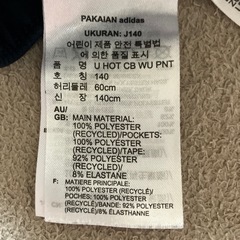 PAKAIAN adidas
UKURAN: J140
어린이 제품 안전 특별법
에 의한 품질 표시
품 명 U HOT CB WU PNT
호 칭 140
허리둘레 60cm
신 장 140cm
AU/
GB: MAIN MATERIAL:
100% POLYESTER
(RECYCLED)/POCKETS:
100% POLYESTER
(RECYCLED)/TAPE:
92% POLYESTER
(RECYCLED)/
8% ELASTANE
F: MATIERE PRINCIPALE:
100% POLYESTER (RECYCLÉ)/
POCHES: 100% POLYESTER
(RECYCLÉ)/BANDE: 92% POLYESTER
(RECYCLÉ)/8% ÉLASTHANNE